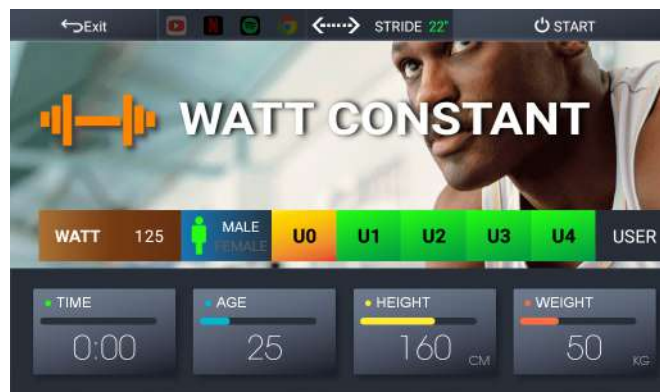 Exit STRIDE 22" START
WATT CONSTANT
WATT 125 MALE FEMALE U0 U1 U2 U3 U4 USER
TIME AGE HEIGHT WEIGHT
0:00 25 160 CM 50 KG